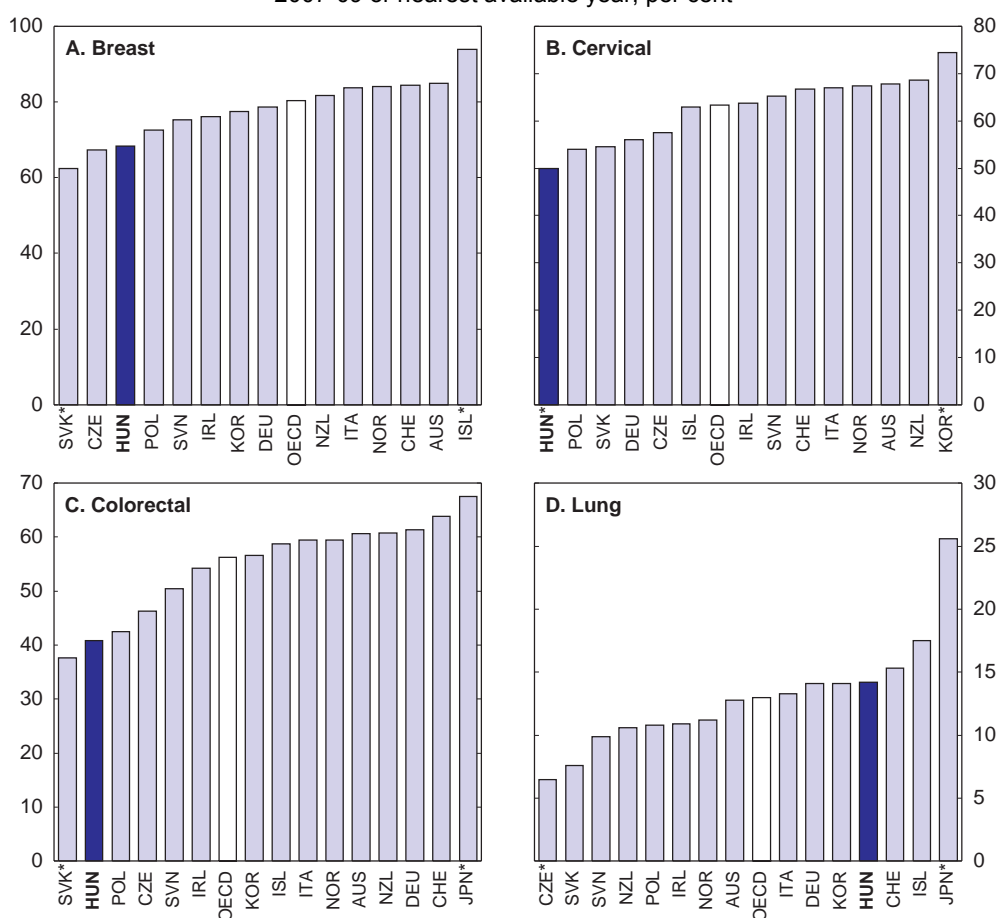 2007-09 or nearest available year, per cent
A. Breast
100
80
60
40
20
0
SVK*
CZE
HUN
POL
SVN
IRL
KOR
DEU
OECD
NZL
ITA
NOR
CHE
AUS
ISL*
B. Cervical
80
70
60
50
40
30
20
10
0
HUN*
POL
SVK
DEU
CZE
ISL
OECD
IRL
SVN
CHE
ITA
NOR
AUS
NZL
KOR*
C. Colorectal
70
60
50
40
30
20
10
0
SVK*
HUN
POL
CZE
SVN
IRL
OECD
KOR
ISL
ITA
NOR
AUS
NZL
DEU
CHE
JPN*
D. Lung
30
25
20
15
10
5
0
CZE*
SVK
SVN
NZL
POL
IRL
NOR
AUS
OECD
ITA
DEU
KOR
HUN
CHE
ISL
JPN*